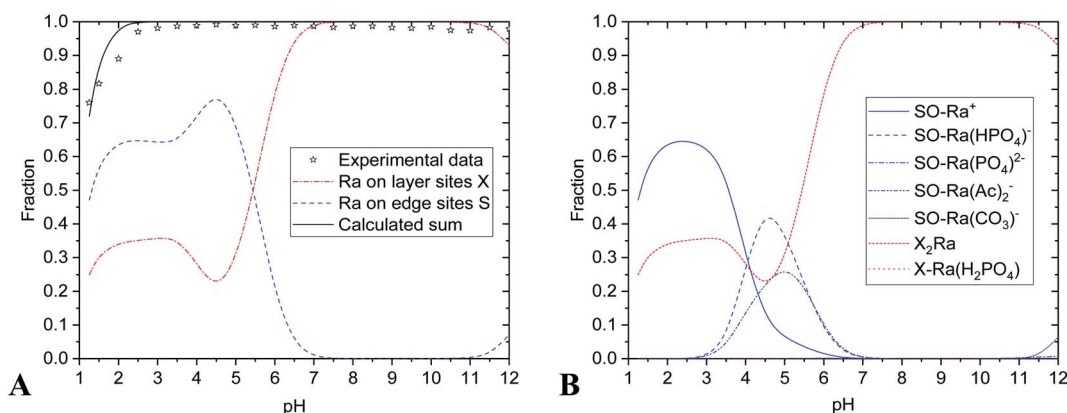 1.0
0.9
0.8
0.7
0.6
0.5
0.4
0.3
0.2
0.1
0.0
Fraction
1 2 3 4 5 6 7 8 9 10 11 12
pH
A
Experimental data
Ra on layer sites X
Ra on edge sites S
Calculated sum
1.0
0.9
0.8
0.7
0.6
0.5
0.4
0.3
0.2
0.1
0.0
Fraction
1 2 3 4 5 6 7 8 9 10 11 12
pH
B
SO-Ra⁺
SO-Ra(HPO₄)⁻
SO-Ra(PO₄)²⁻
SO-Ra(Ac)₂⁻
SO-Ra(CO₃)⁻
X₂Ra
X-Ra(H₂PO₄)